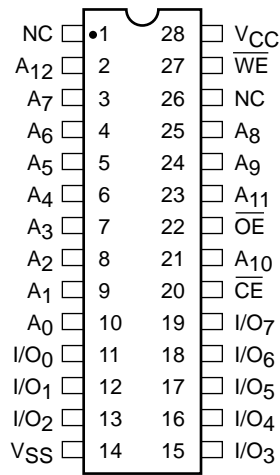 NC 1 28 VCC
A12 2 27 WE
A7 3 26 NC
A6 4 25 A8
A5 5 24 A9
A4 6 23 A11
A3 7 22 OE
A2 8 21 A10
A1 9 20 CE
A0 10 19 I/O7
I/O0 11 18 I/O6
I/O1 12 17 I/O5
I/O2 13 16 I/O4
VSS 14 15 I/O3